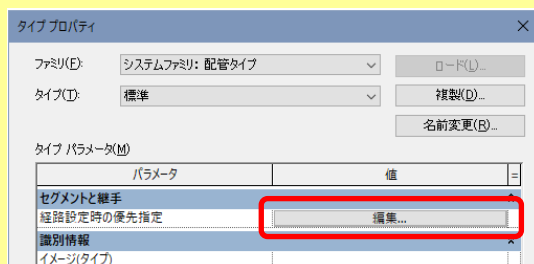 タイプ プロパティ ×
ファミリ(F): システムファミリ: 配管タイプ ロード(L)...
タイプ(T): 標準 複製(D)...
名前変更(R)...
タイプ パラメータ(M)
パラメータ 値 =
セグメントと継手
経路設定時の優先指定 編集...
識別情報
イメージ(タイプ)